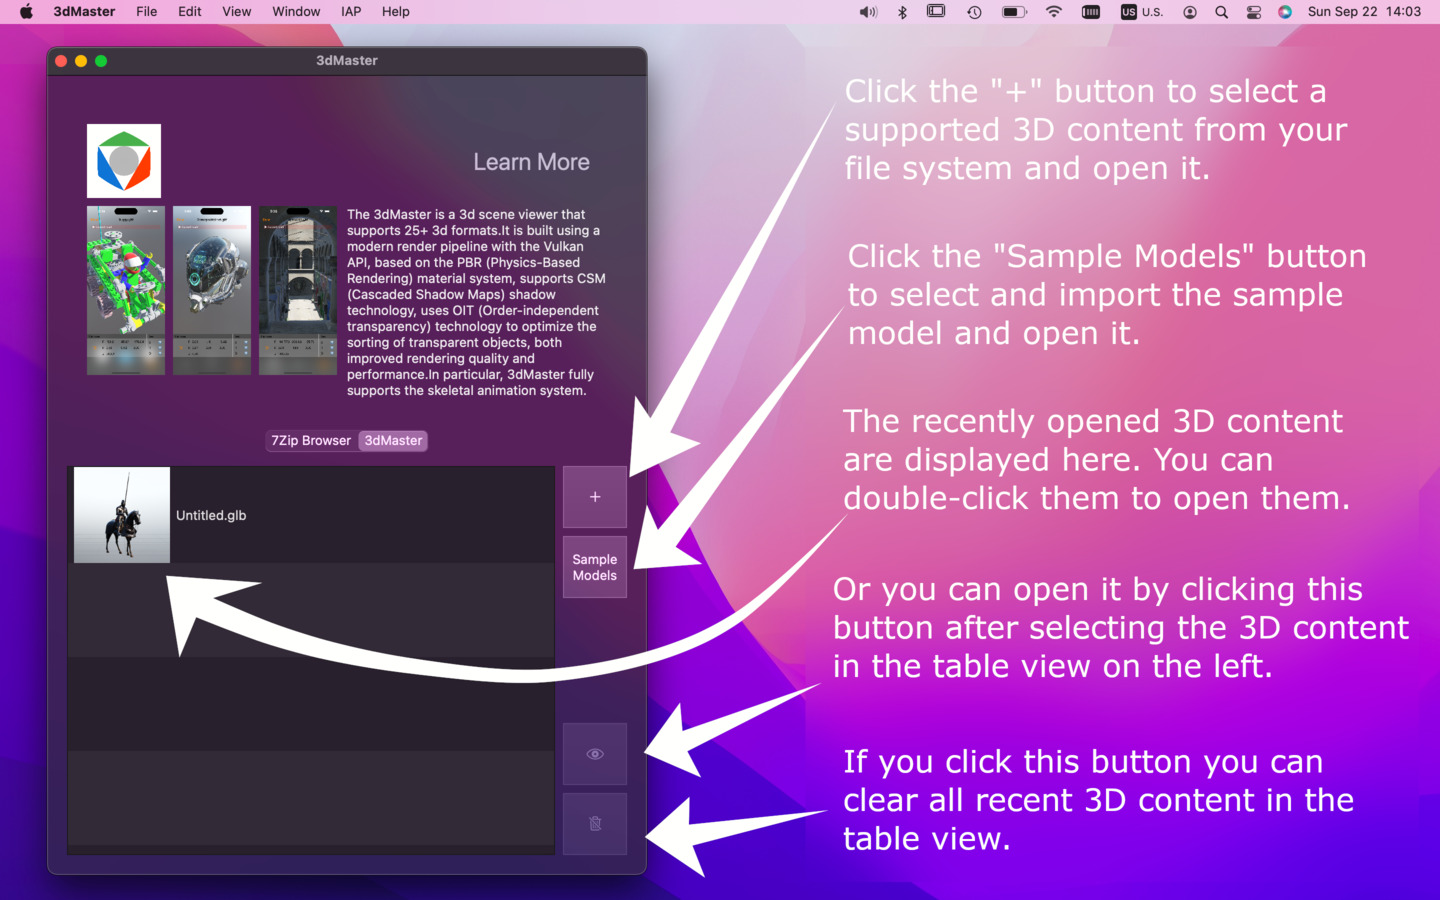 3dMaster File Edit View Window IAP Help US U.S. Sun Sep 22 14:03
3dMaster
Learn More
The 3dMaster is a 3d scene viewer that
supports 25+ 3d formats.It is built using a
modern render pipeline with the Vulkan
API, based on the PBR (Physics-Based
Rendering) material system, supports CSM
(Cascaded Shadow Maps) shadow
technology, uses OIT (Order-independent
transparency) technology to optimize the
sorting of transparent objects, both
improved rendering quality and
performance.In particular, 3dMaster fully
supports the skeletal animation system.
7Zip Browser 3dMaster
Untitled.glb
+
Sample
Models
Click the "+" button to select a
supported 3D content from your
file system and open it.
Click the "Sample Models" button
to select and import the sample
model and open it.
The recently opened 3D content
are displayed here. You can
double-click them to open them.
Or you can open it by clicking this
button after selecting the 3D content
in the table view on the left.
If you click this button you can
clear all recent 3D content in the
table view.